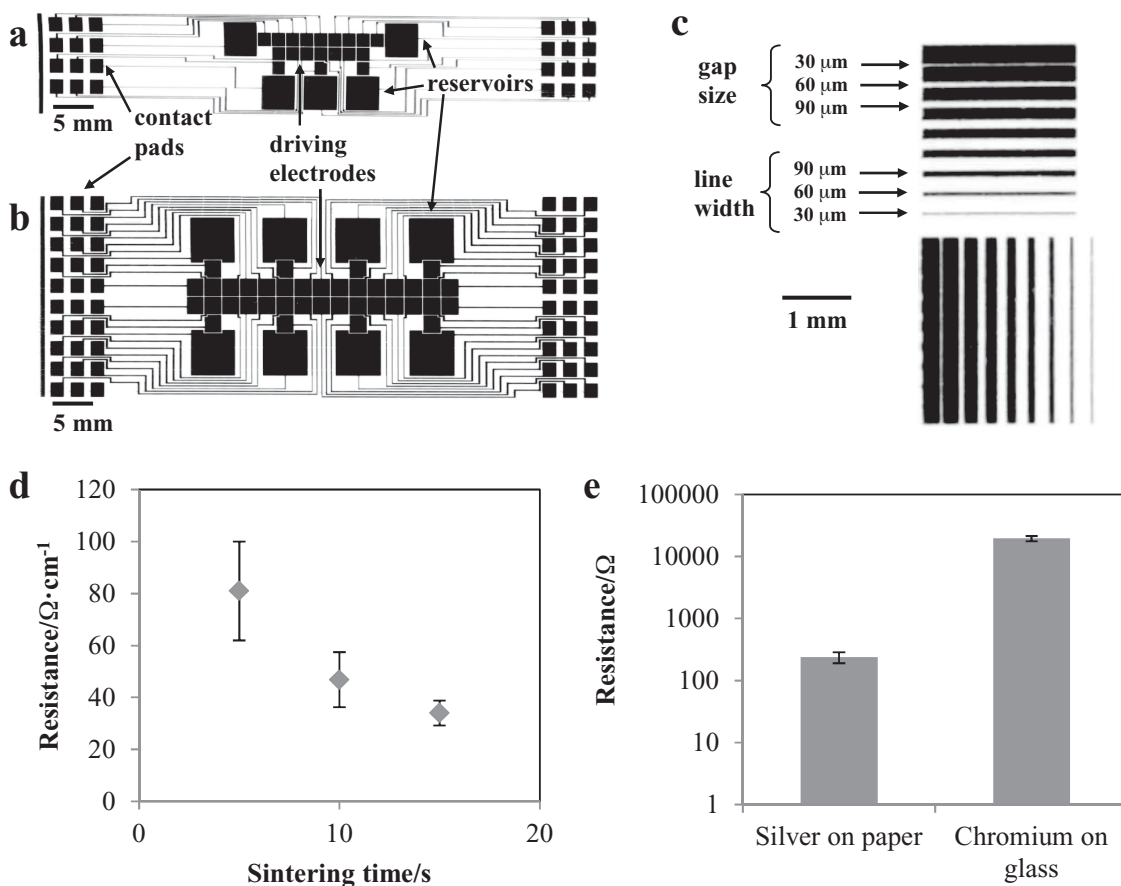 a
5 mm
contact
pads
driving
electrodes
reservoirs
b
5 mm
c
gap
size
30 μm
60 μm
90 μm
line
width
90 μm
60 μm
30 μm
1 mm
d
Resistance/Ω·cm⁻¹
120
100
80
60
40
20
0
0
10
20
Sintering time/s
e
Resistance/Ω
100000
10000
1000
100
10
1
Silver on paper
Chromium on
glass